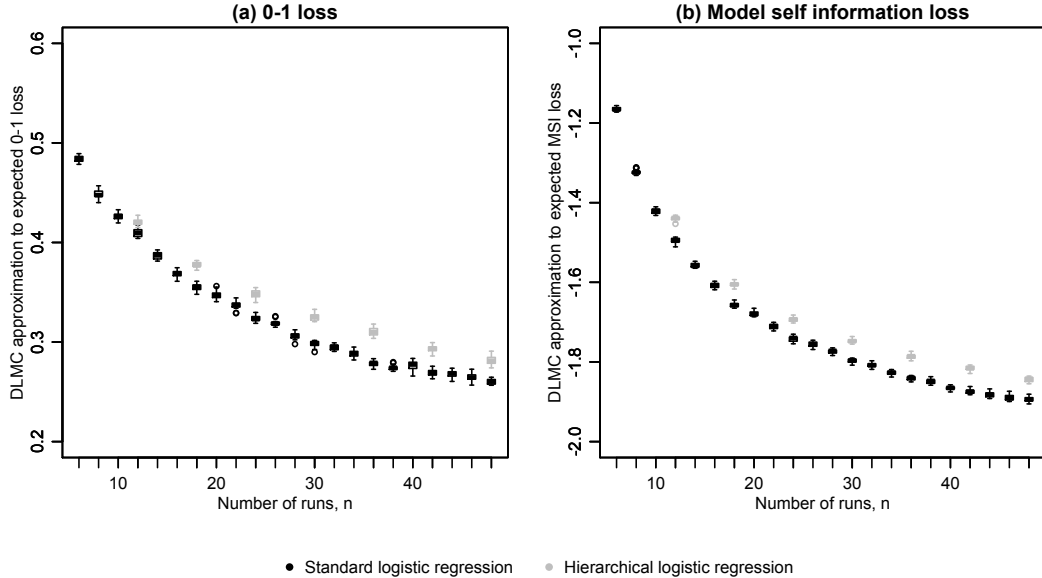 (a) 0-1 loss
DLMC approximation to expected 0-1 loss
0.6
0.5
0.4
0.3
0.2
10
20
30
40
Number of runs, n
(b) Model self information loss
DLMC approximation to expected MSI loss
-1.0
-1.2
-1.4
-1.6
-1.8
-2.0
10
20
30
40
Number of runs, n
Standard logistic regression
Hierarchical logistic regression